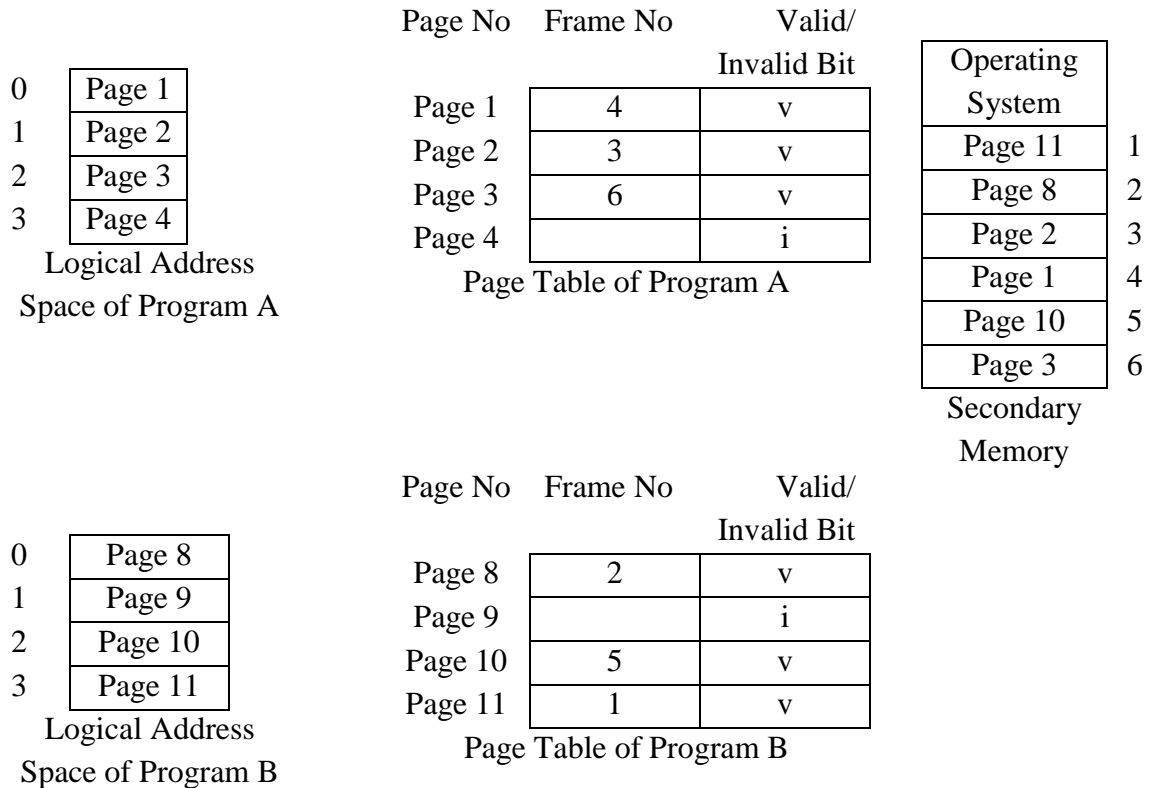 Page No Frame No Valid/
Invalid Bit
0 Page 1
1 Page 2
2 Page 3
3 Page 4
Logical Address
Space of Program A
Page 1 4 v
Page 2 3 v
Page 3 6 v
Page 4 i
Page Table of Program A
Operating
System
Page 11 1
Page 8 2
Page 2 3
Page 1 4
Page 10 5
Page 3 6
Secondary
Memory
Page No Frame No Valid/
Invalid Bit
0 Page 8
1 Page 9
2 Page 10
3 Page 11
Logical Address
Space of Program B
Page 8 2 v
Page 9 i
Page 10 5 v
Page 11 1 v
Page Table of Program B